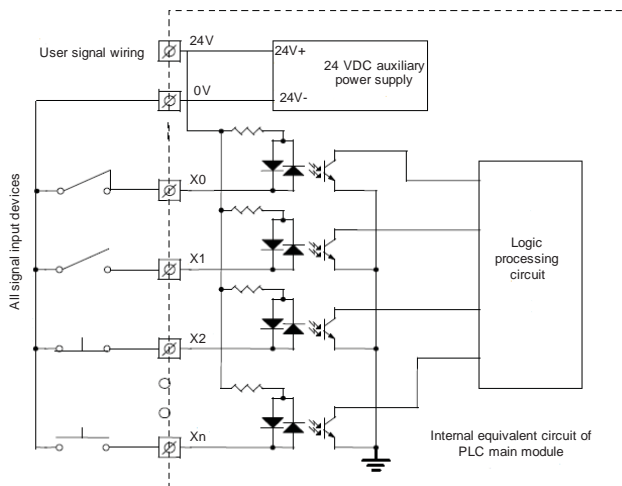 User signal wiring
24V
24V+
24 VDC auxiliary
power supply
0V
24V-
X0
X1
Logic
processing
circuit
All signal input devices
X2
Xn
Internal equivalent circuit of
PLC main module